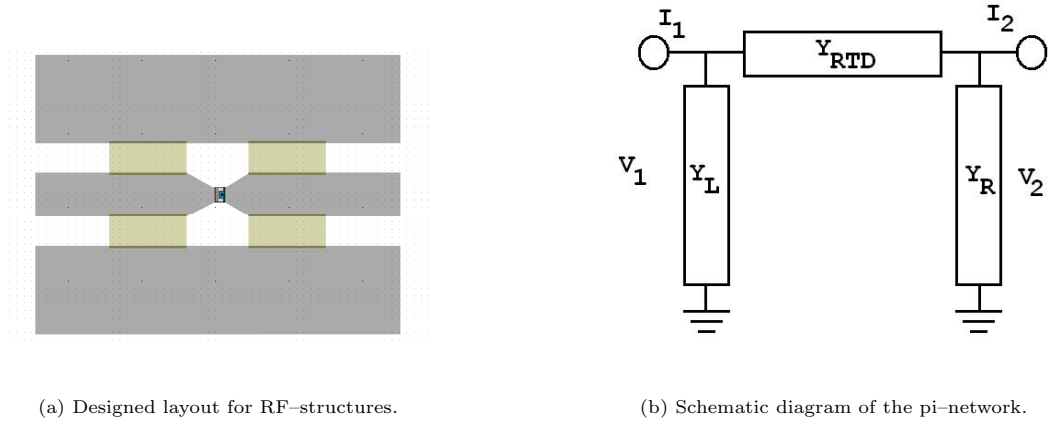 I1
I2
YRTD
V1
YL
YR
V2
(a) Designed layout for RF–structures.
(b) Schematic diagram of the pi–network.